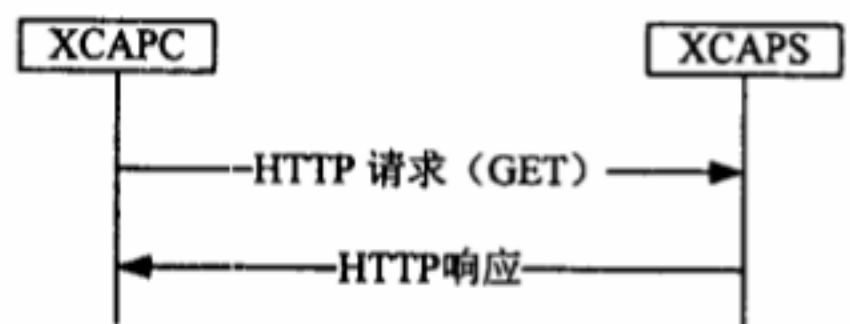 XCAPC
XCAPS
HTTP 请求（GET）
HTTP响应